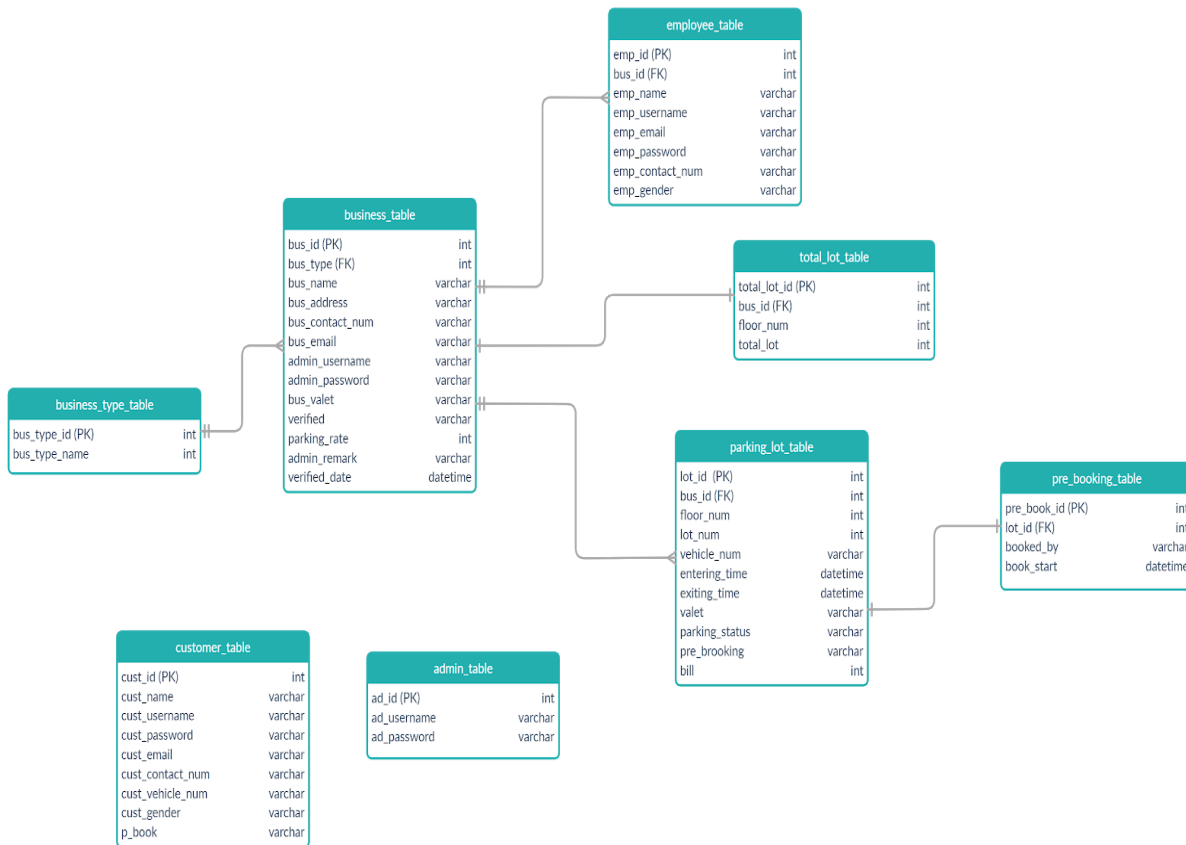 employee_table
emp_id (PK) int
bus_id (FK) int
emp_name varchar
emp_username varchar
emp_email varchar
emp_password varchar
emp_contact_num varchar
emp_gender varchar
business_table
bus_id (PK) int
bus_type (FK) int
bus_name varchar
bus_address varchar
bus_contact_num varchar
bus_email varchar
admin_username varchar
admin_password varchar
bus_valet varchar
verified varchar
parking_rate int
admin_remark varchar
verified_date datetime
total_lot_table
total_lot_id (PK) int
bus_id (FK) int
floor_num int
total_lot int
business_type_table
bus_type_id (PK) int
bus_type_name int
parking_lot_table
lot_id (PK) int
bus_id (FK) int
floor_num int
lot_num int
vehicle_num varchar
entering_time datetime
exiting_time datetime
valet varchar
parking_status varchar
pre_brooking varchar
bill int
pre_booking_table
pre_book_id (PK) int
lot_id (FK) int
booked_by varchar
book_start datetime
customer_table
cust_id (PK) int
cust_name varchar
cust_username varchar
cust_password varchar
cust_email varchar
cust_contact_num varchar
cust_vehicle_num varchar
cust_gender varchar
p_book varchar
admin_table
ad_id (PK) int
ad_username varchar
ad_password varchar